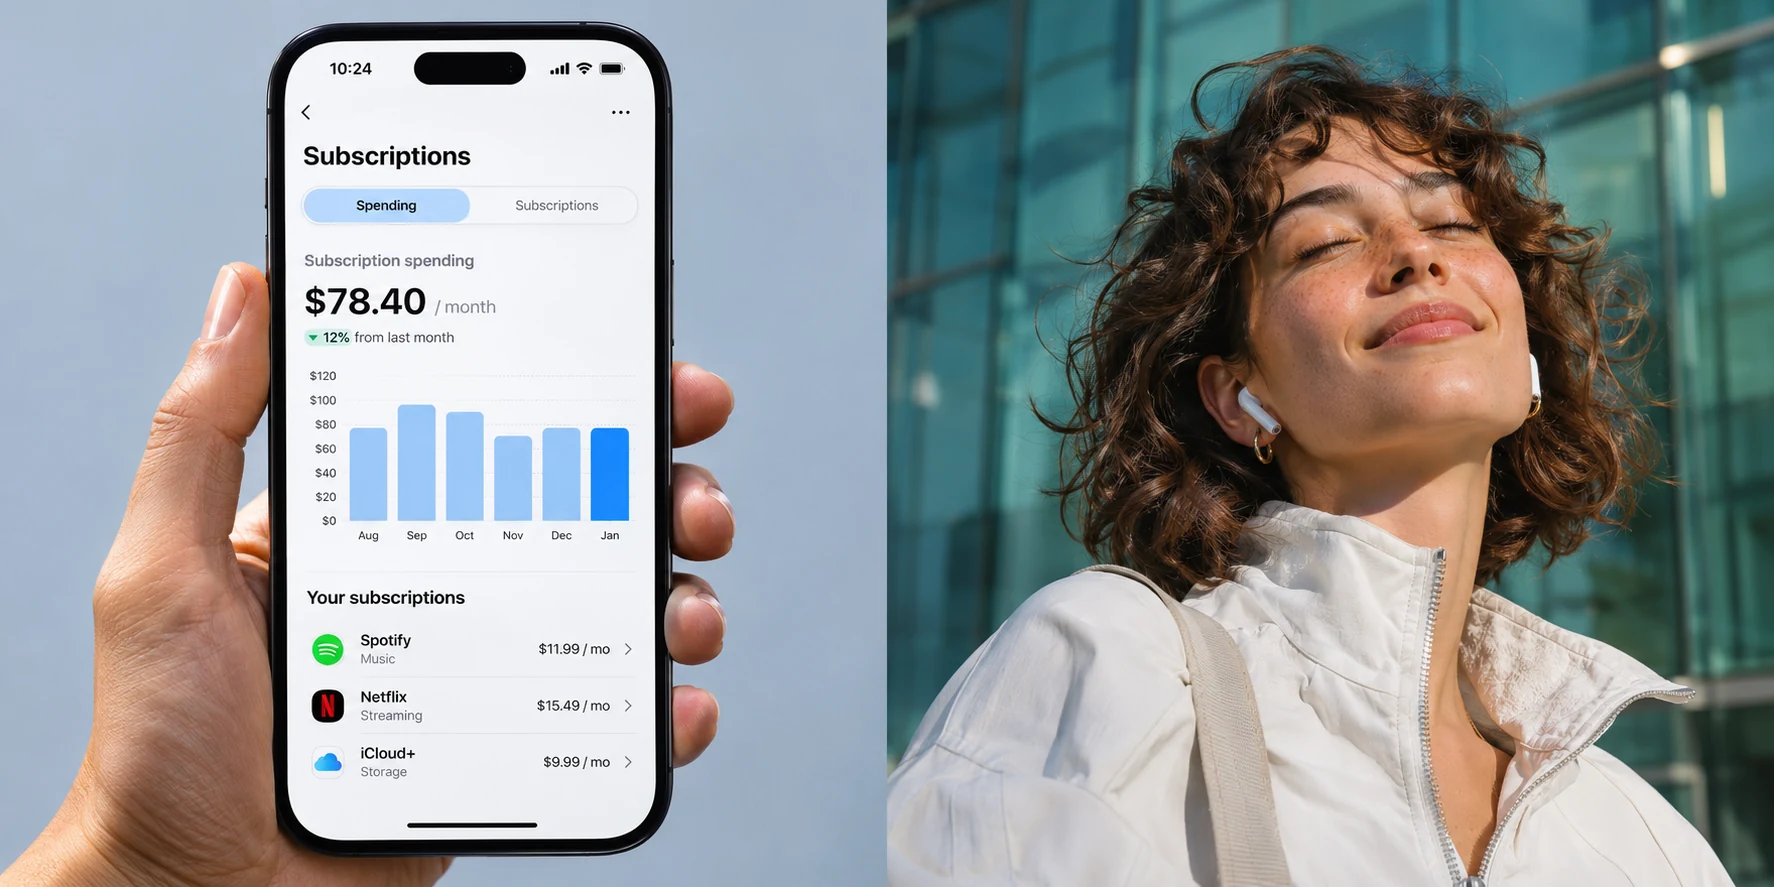 10:24
Subscriptions
Spending Subscriptions
Subscription spending
$78.40 / month
12% from last month
$120
$100
$80
$60
$40
$20
$0
Aug Sep Oct Nov Dec Jan
Your subscriptions
Spotify
Music
$11.99 / mo
N
Netflix
Streaming
$15.49 / mo
iCloud+
Storage
$9.99 / mo